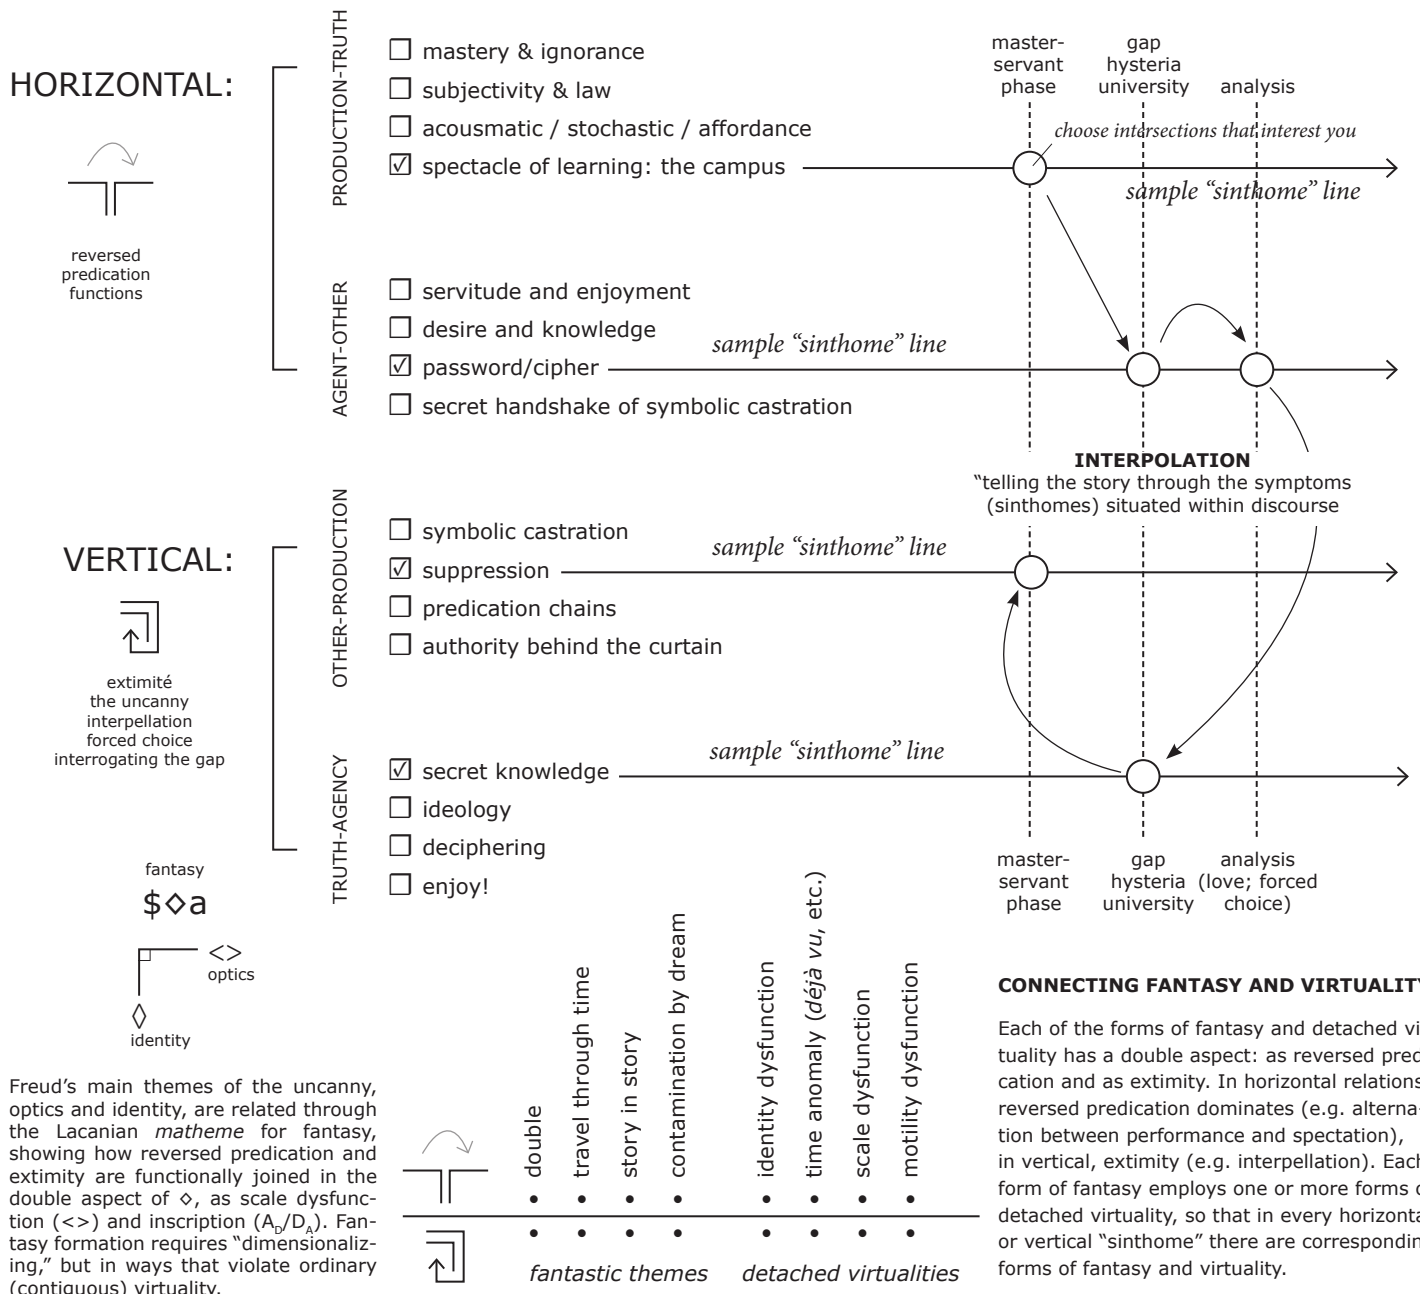 HORIZONTAL:
reversed
predication
functions
PRODUCTION-TRUTH
mastery & ignorance
subjectivity & law
acousmatic / stochastic / affordance
spectacle of learning: the campus
master-
servant
phase
gap
hysteria
university
analysis
choose intersections that interest you
sample “sinthome” line
AGENT-OTHER
servitude and enjoyment
desire and knowledge
password/cipher
secret handshake of symbolic castration
sample “sinthome” line
INTERPOLATION
“telling the story through the symptoms
(sinthomes) situated within discourse
VERTICAL:
extimité
the uncanny
interpellation
forced choice
interrogating the gap
OTHER-PRODUCTION
symbolic castration
suppression
predication chains
authority behind the curtain
sample “sinthome” line
TRUTH-AGENCY
secret knowledge
ideology
deciphering
enjoy!
sample “sinthome” line
master-
servant
phase
gap
hysteria
university
analysis
(love; forced
choice)
fantasy
$◇a
<>
optics
◇
identity
Freud’s main themes of the uncanny,
optics and identity, are related through
the Lacanian matheme for fantasy,
showing how reversed predication and
extimity are functionally joined in the
double aspect of ◇, as scale dysfunc-
tion (<>) and inscription (A_D/D_A). Fan-
tasy formation requires “dimensionaliz-
ing,” but in ways that violate ordinary
(contiguous) virtuality.
double
travel through time
story in story
contamination by dream
identity dysfunction
time anomaly (déjà vu, etc.)
scale dysfunction
motility dysfunction
fantastic themes
detached virtualities
CONNECTING FANTASY AND VIRTUALITY
Each of the forms of fantasy and detached vi
tuality has a double aspect: as reversed pred
cation and as extimity. In horizontal relations
reversed predication dominates (e.g. alterna-
tion between performance and spectation),
in vertical, extimity (e.g. interpellation). Each
form of fantasy employs one or more forms o
detached virtuality, so that in every horizonta
or vertical “sinthome” there are correspondin
forms of fantasy and virtuality.